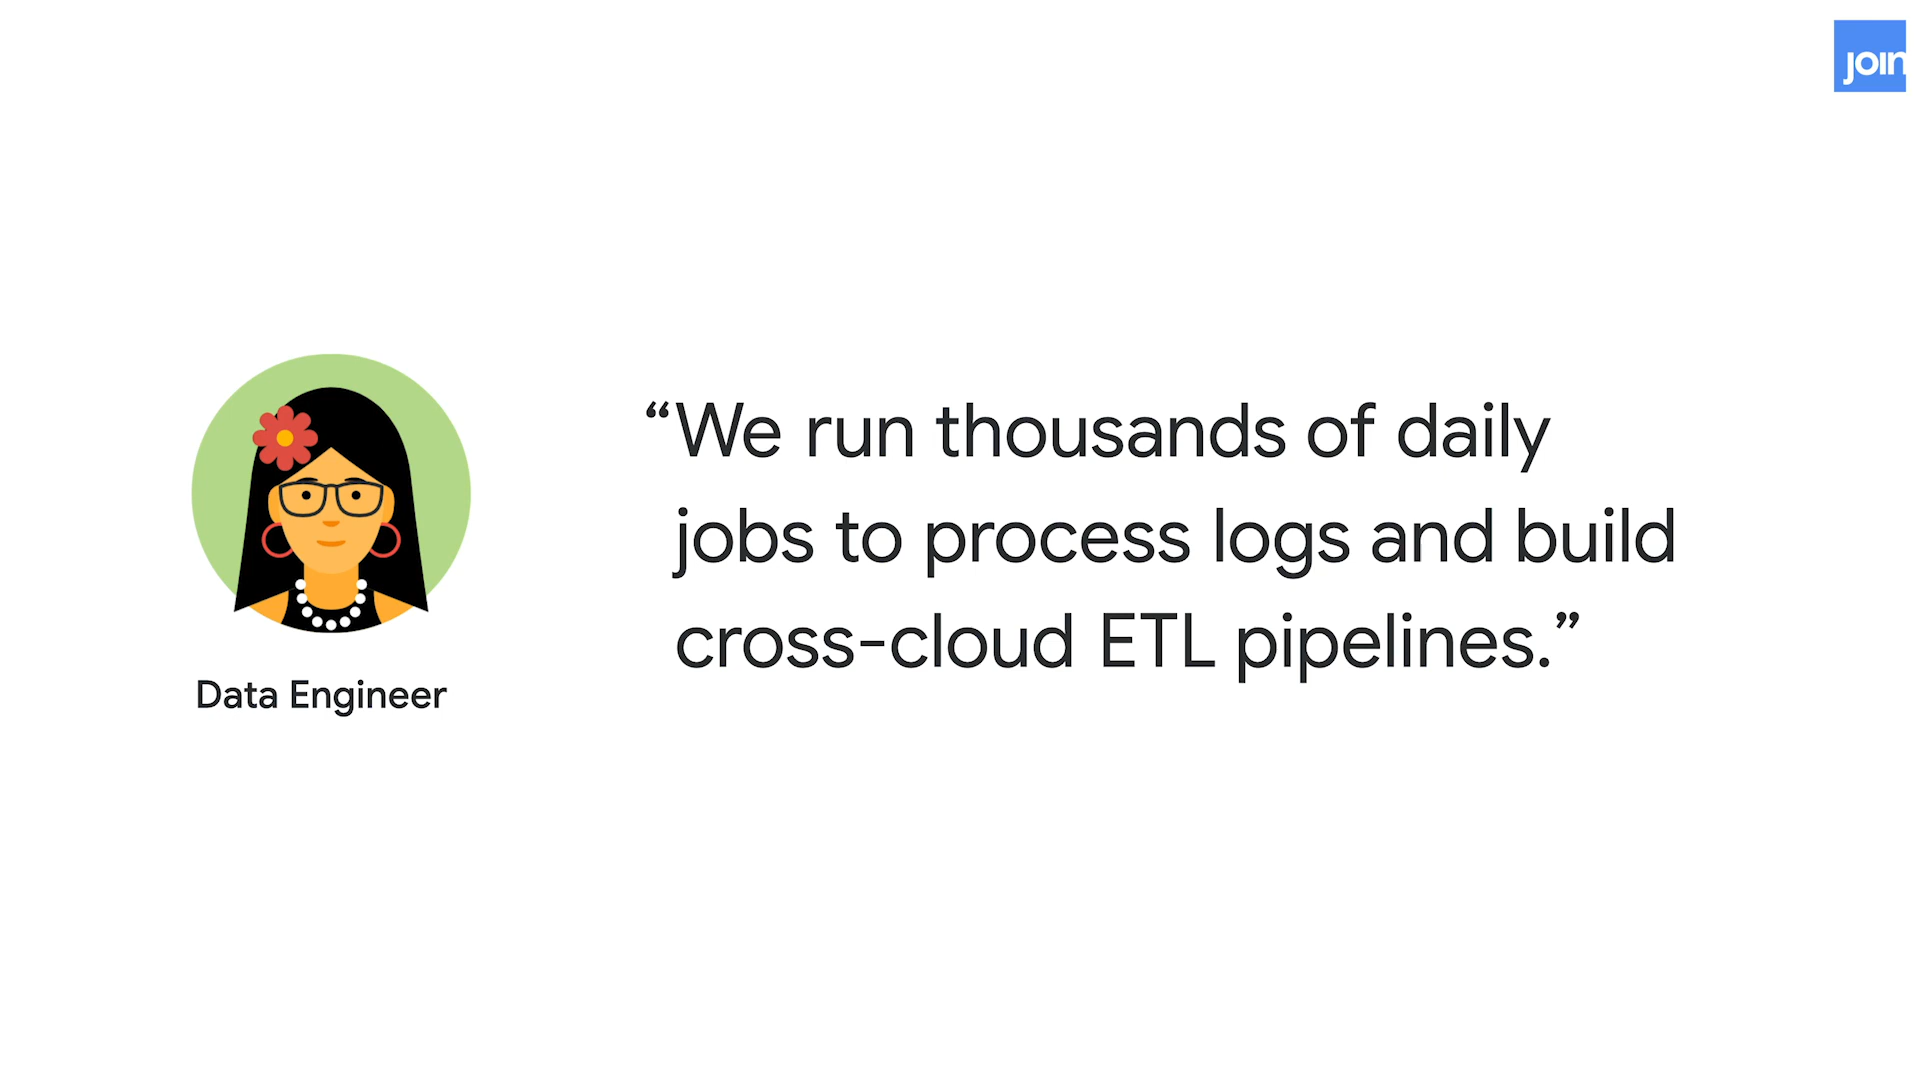 join
“We run thousands of daily
jobs to process logs and build
cross-cloud ETL pipelines.”
Data Engineer